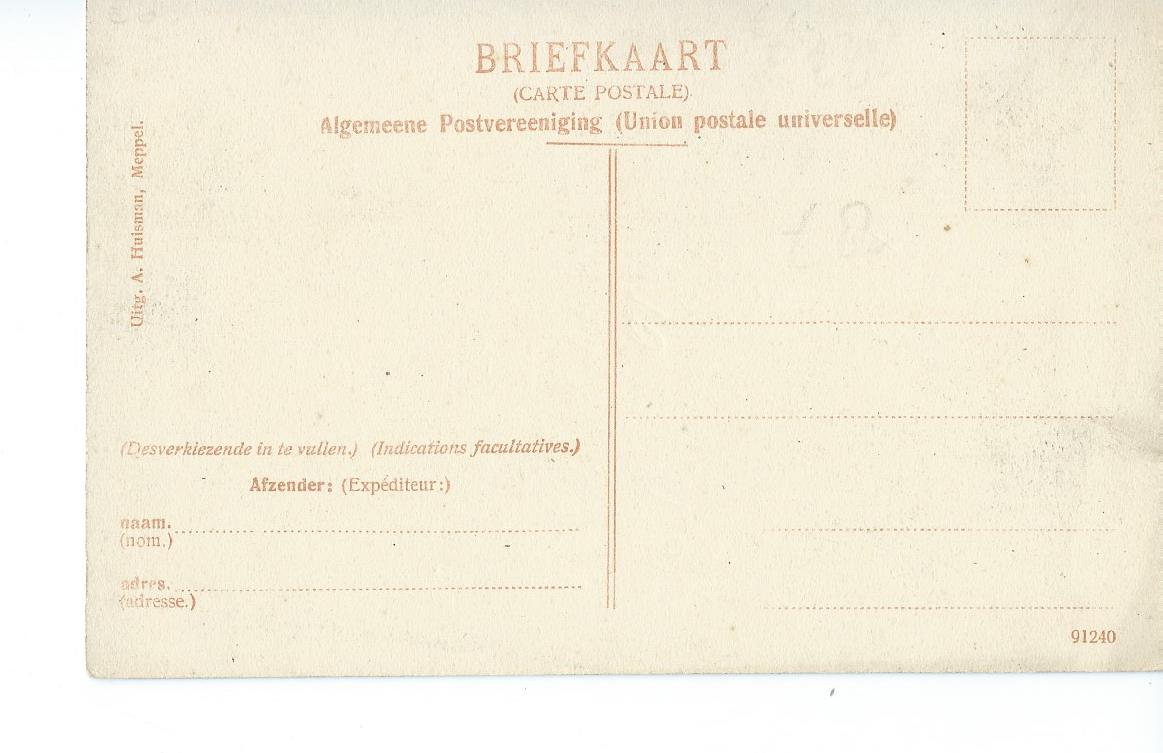 BRIEFKAART
(CARTE POSTALE)
Algemeene Postvereeniging (Union postale universelle)
Uitg. A. Huisman, Meppel.
(Desverkiezende in te vullen.) (Indications facultatives.)
Afzender: (Expéditeur:)
naam.
(nom.)
adres.
(adresse.)
91240